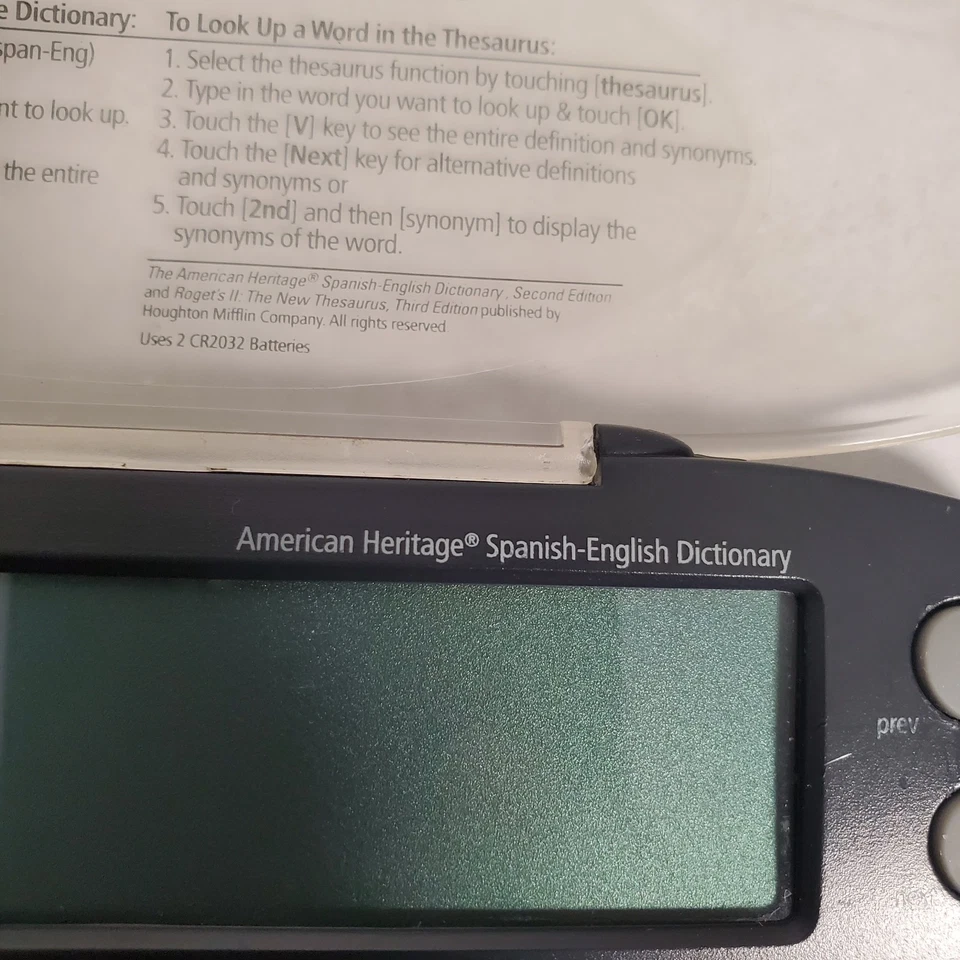 e Dictionary:
span-Eng)
nt to look up.
the entire
To Look Up a Word in the Thesaurus:
1. Select the thesaurus function by touching [thesaurus].
2. Type in the word you want to look up & touch [OK].
3. Touch the [V] key to see the entire definition and synonyms.
4. Touch the [Next] key for alternative definitions
and synonyms or
5. Touch [2nd] and then [synonym] to display the
synonyms of the word.
The American Heritage® Spanish-English Dictionary, Second Edition
and Roget's II: The New Thesaurus, Third Edition published by
Houghton Mifflin Company. All rights reserved
Uses 2 CR2032 Batteries
American Heritage® Spanish-English Dictionary
prev